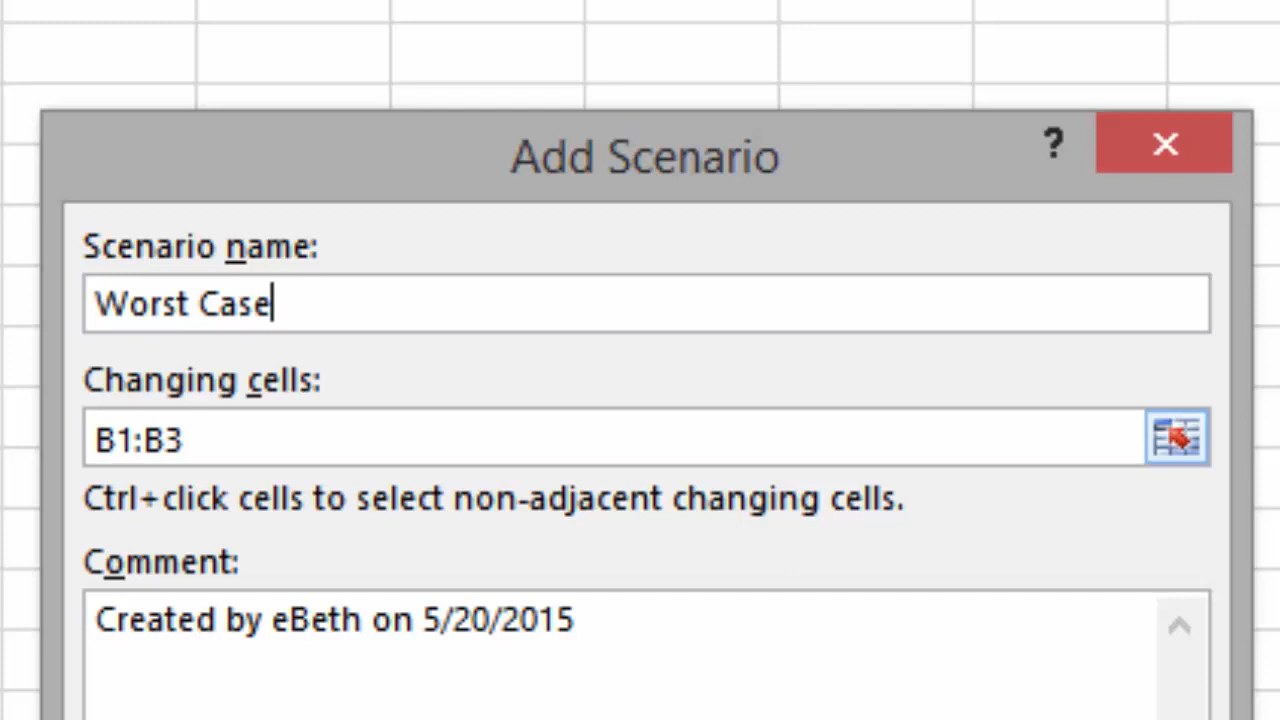 Add Scenario
?
Scenario name:
Worst Case
Changing cells:
B1:B3
Ctrl+click cells to select non-adjacent changing cells.
Comment:
Created by eBeth on 5/20/2015